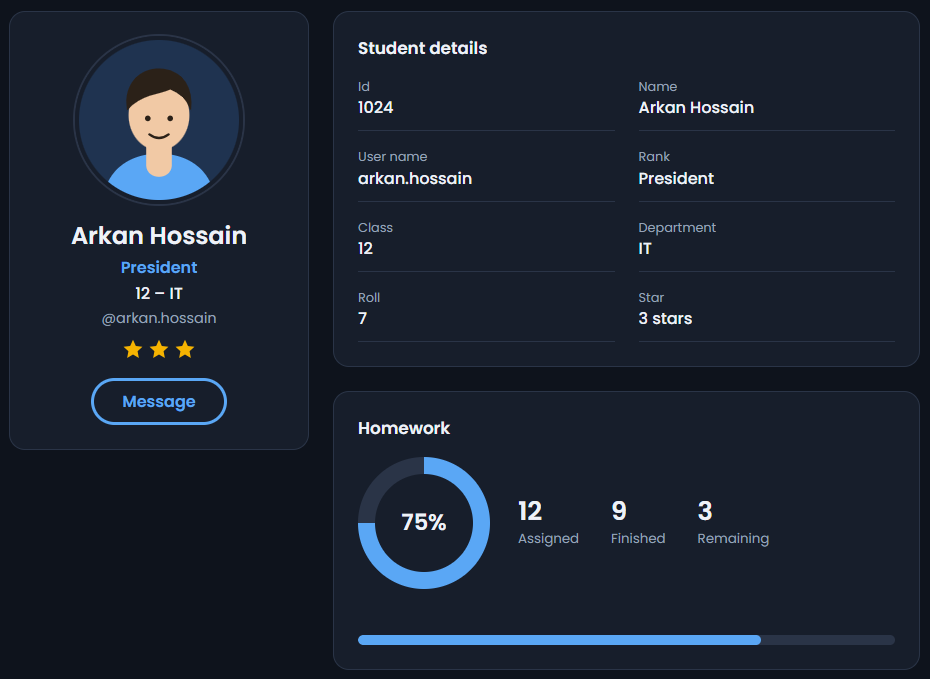 Arkan Hossain
President
12 – IT
@arkan.hossain
Message
Student details
Id
1024
Name
Arkan Hossain
User name
arkan.hossain
Rank
President
Class
12
Department
IT
Roll
7
Star
3 stars
Homework
75%
12
Assigned
9
Finished
3
Remaining